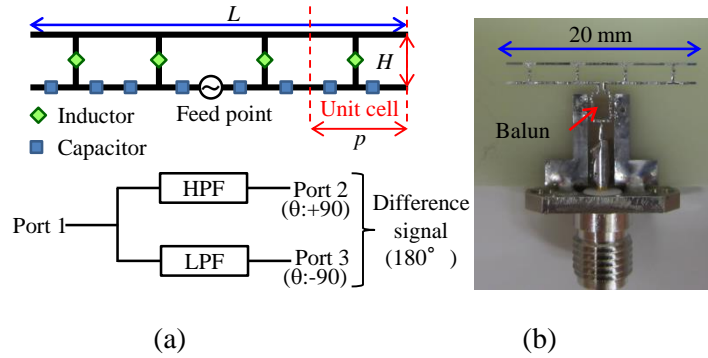 L
H
Feed point
Unit cell
p
Inductor
Capacitor
Port 1
HPF
LPF
Port 2
(θ:+90)
Port 3
(θ:-90)
Difference
signal
(180°)
(a)
20 mm
Balun
(b)